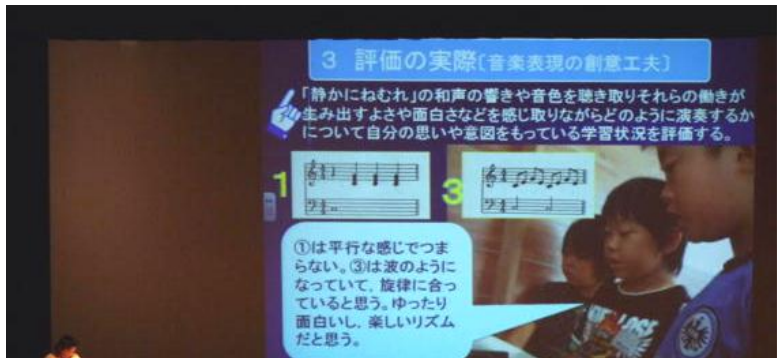 3 評価の実際〔音楽表現の創意工夫〕
「静かにねむれ」の和声の響きや音色を聴き取りそれらの働きが
生み出すよさや面白さなどを感じ取りながらどのように演奏するか
について自分の思いや意図をもっている学習状況を評価する。
1
3
①は平行な感じでつま
らない。③は波のように
なっていて，旋律に合っ
ていると思う。ゆったり
面白いし，楽しいリズム
だと思う。